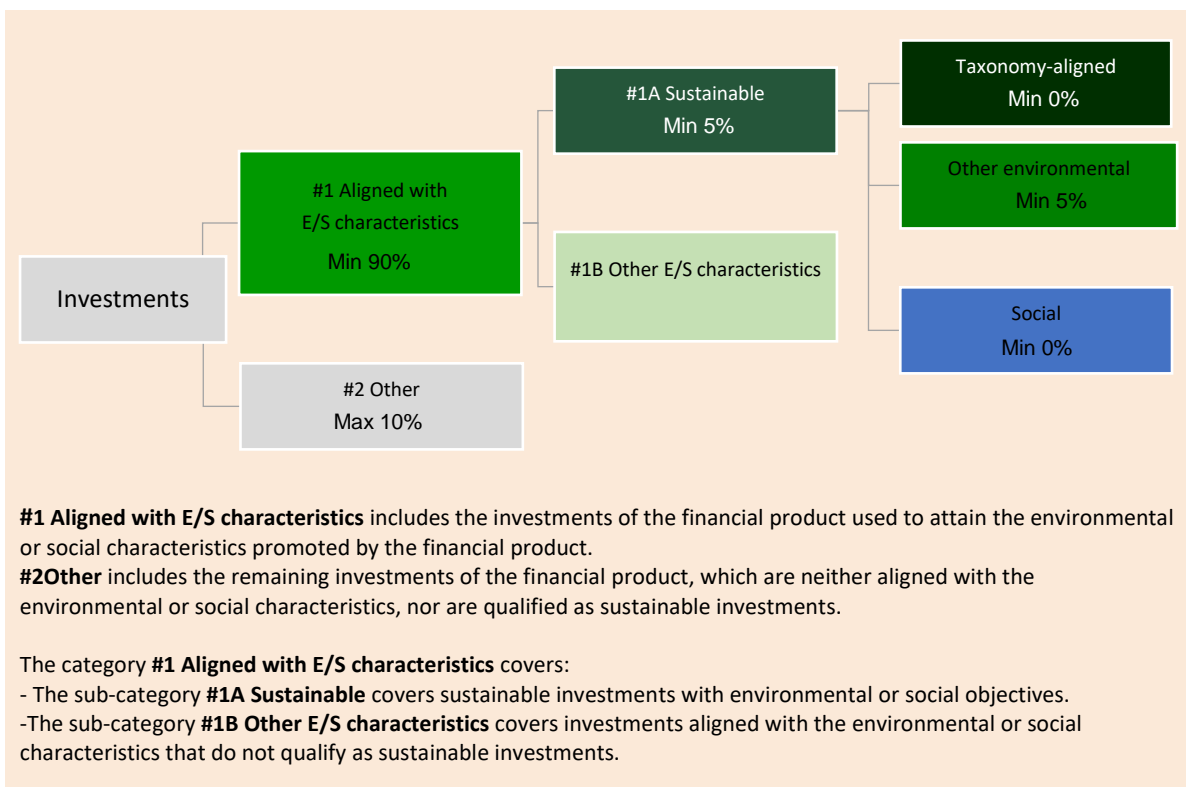 Investments
#1 Aligned with
E/S characteristics
Min 90%
#2 Other
Max 10%
#1A Sustainable
Min 5%
#1B Other E/S characteristics
Taxonomy-aligned
Min 0%
Other environmental
Min 5%
Social
Min 0%
#1 Aligned with E/S characteristics includes the investments of the financial product used to attain the environmental
or social characteristics promoted by the financial product.
#2Other includes the remaining investments of the financial product, which are neither aligned with the
environmental or social characteristics, nor are qualified as sustainable investments.
The category #1 Aligned with E/S characteristics covers:
- The sub-category #1A Sustainable covers sustainable investments with environmental or social objectives.
-The sub-category #1B Other E/S characteristics covers investments aligned with the environmental or social
characteristics that do not qualify as sustainable investments.